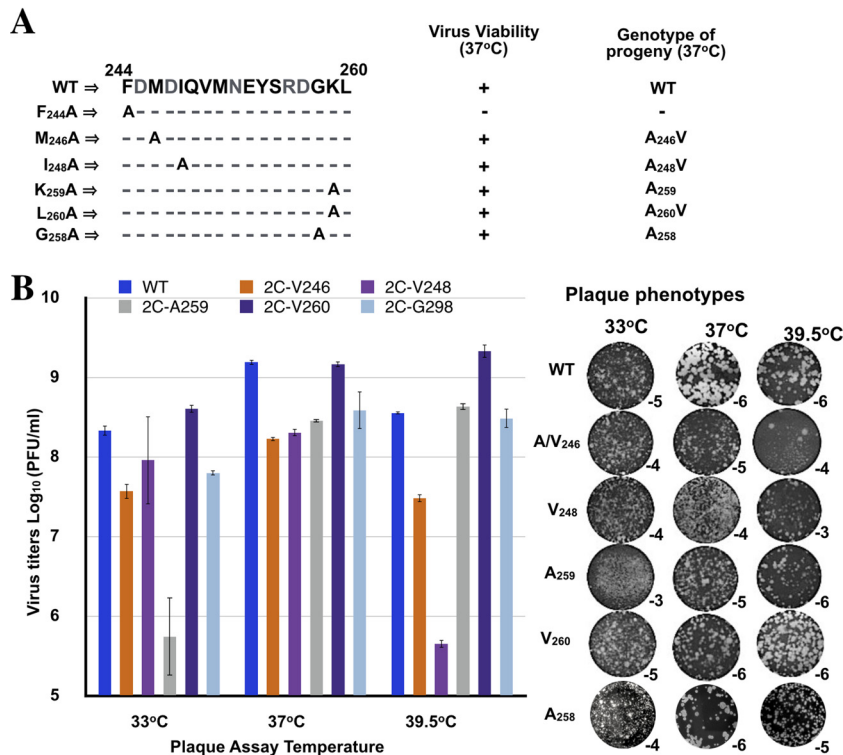 A
Virus Viability
(37°C)
Genotype of
progeny (37°C)
244
260
WT ⇒ FDMDIQVMNEYSRDGKL + WT
F244A ⇒ A - - - - - - - - - - - - - - - - - -
M246A ⇒ - - A - - - - - - - - - - - - - - + A246V
I248A ⇒ - - - - A - - - - - - - - - - - - + A248V
K259A ⇒ - - - - - - - - - - - - - - - A - + A259
L260A ⇒ - - - - - - - - - - - - - - - A - + A260V
G258A ⇒ - - - - - - - - - - - - - - A - - + A258
B
WT 2C-V246 2C-V248
2C-A259 2C-V260 2C-G298
Virus titers Log10 (PFU/ml)
10
9
8
7
6
5
33°C 37°C 39.5°C
Plaque Assay Temperature
Plaque phenotypes
33°C 37°C 39.5°C
WT -5 -6 -6
A/V246 -4 -5 -4
V248 -4 -4 -3
A259 -3 -5 -6
V260 -5 -6 -6
A258 -4 -6 -5